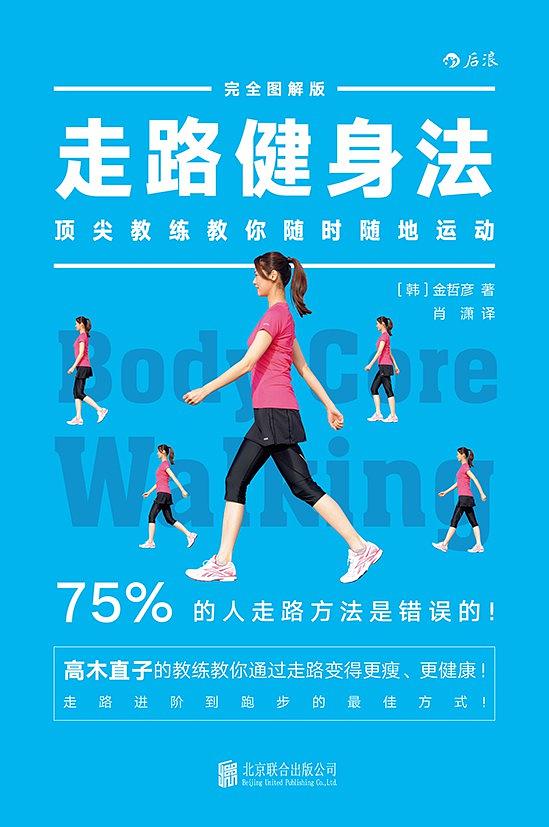 后浪
完全图解版
走路健身法
顶尖教练教你随时随地运动
[韩]金哲彦 著
肖 潇 译
Body Core
Walking
75% 的人走路方法是错误的!
高木直子的教练教你通过走路变得更瘦、更健康!
走路进阶到跑步的最佳方式!
北京联合出版公司
Beijing United Publishing Co.,Ltd.